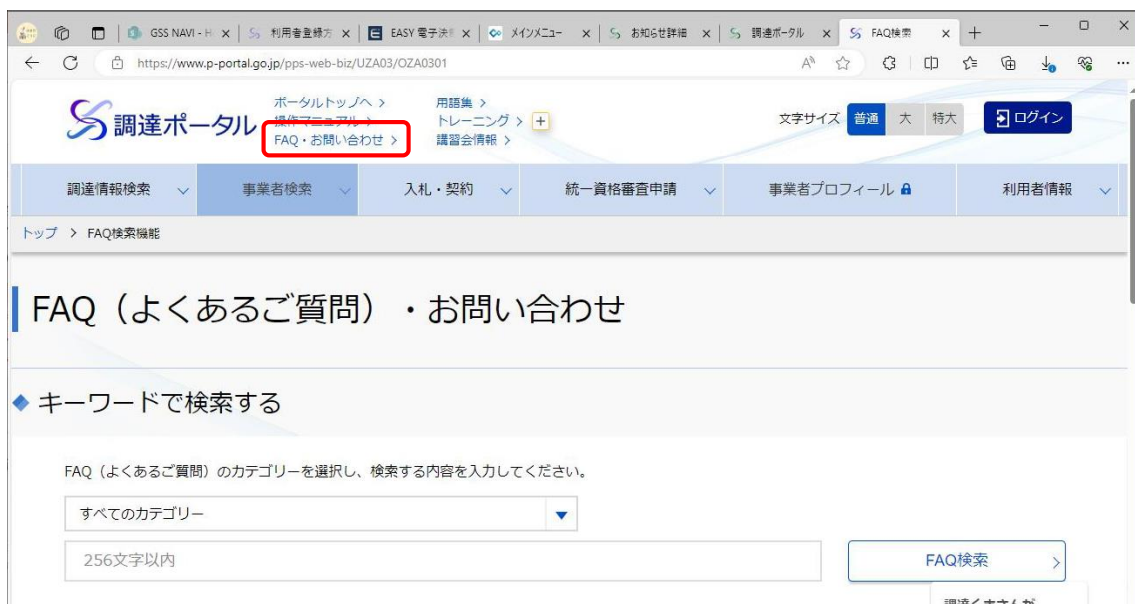 GSS NAVI - H
利用者登録方
EASY 電子決
メインメニュー
お知らせ詳細
調達ポータル
FAQ検索
https://www.p-portal.go.jp/pps-web-biz/UZA03/OZA0301
調達ポータル
ポータルトップへ >
操作マニュアル >
FAQ・お問い合わせ >
用語集 >
トレーニング > +
講習会情報 >
文字サイズ 普通 大 特大
ログイン
調達情報検索 事業者検索 入札・契約 統一資格審査申請 事業者プロフィール 利用者情報
トップ > FAQ検索機能
FAQ（よくあるご質問）・お問い合わせ
キーワードで検索する
FAQ（よくあるご質問）のカテゴリーを選択し、検索する内容を入力してください。
すべてのカテゴリー
256文字以内
FAQ検索